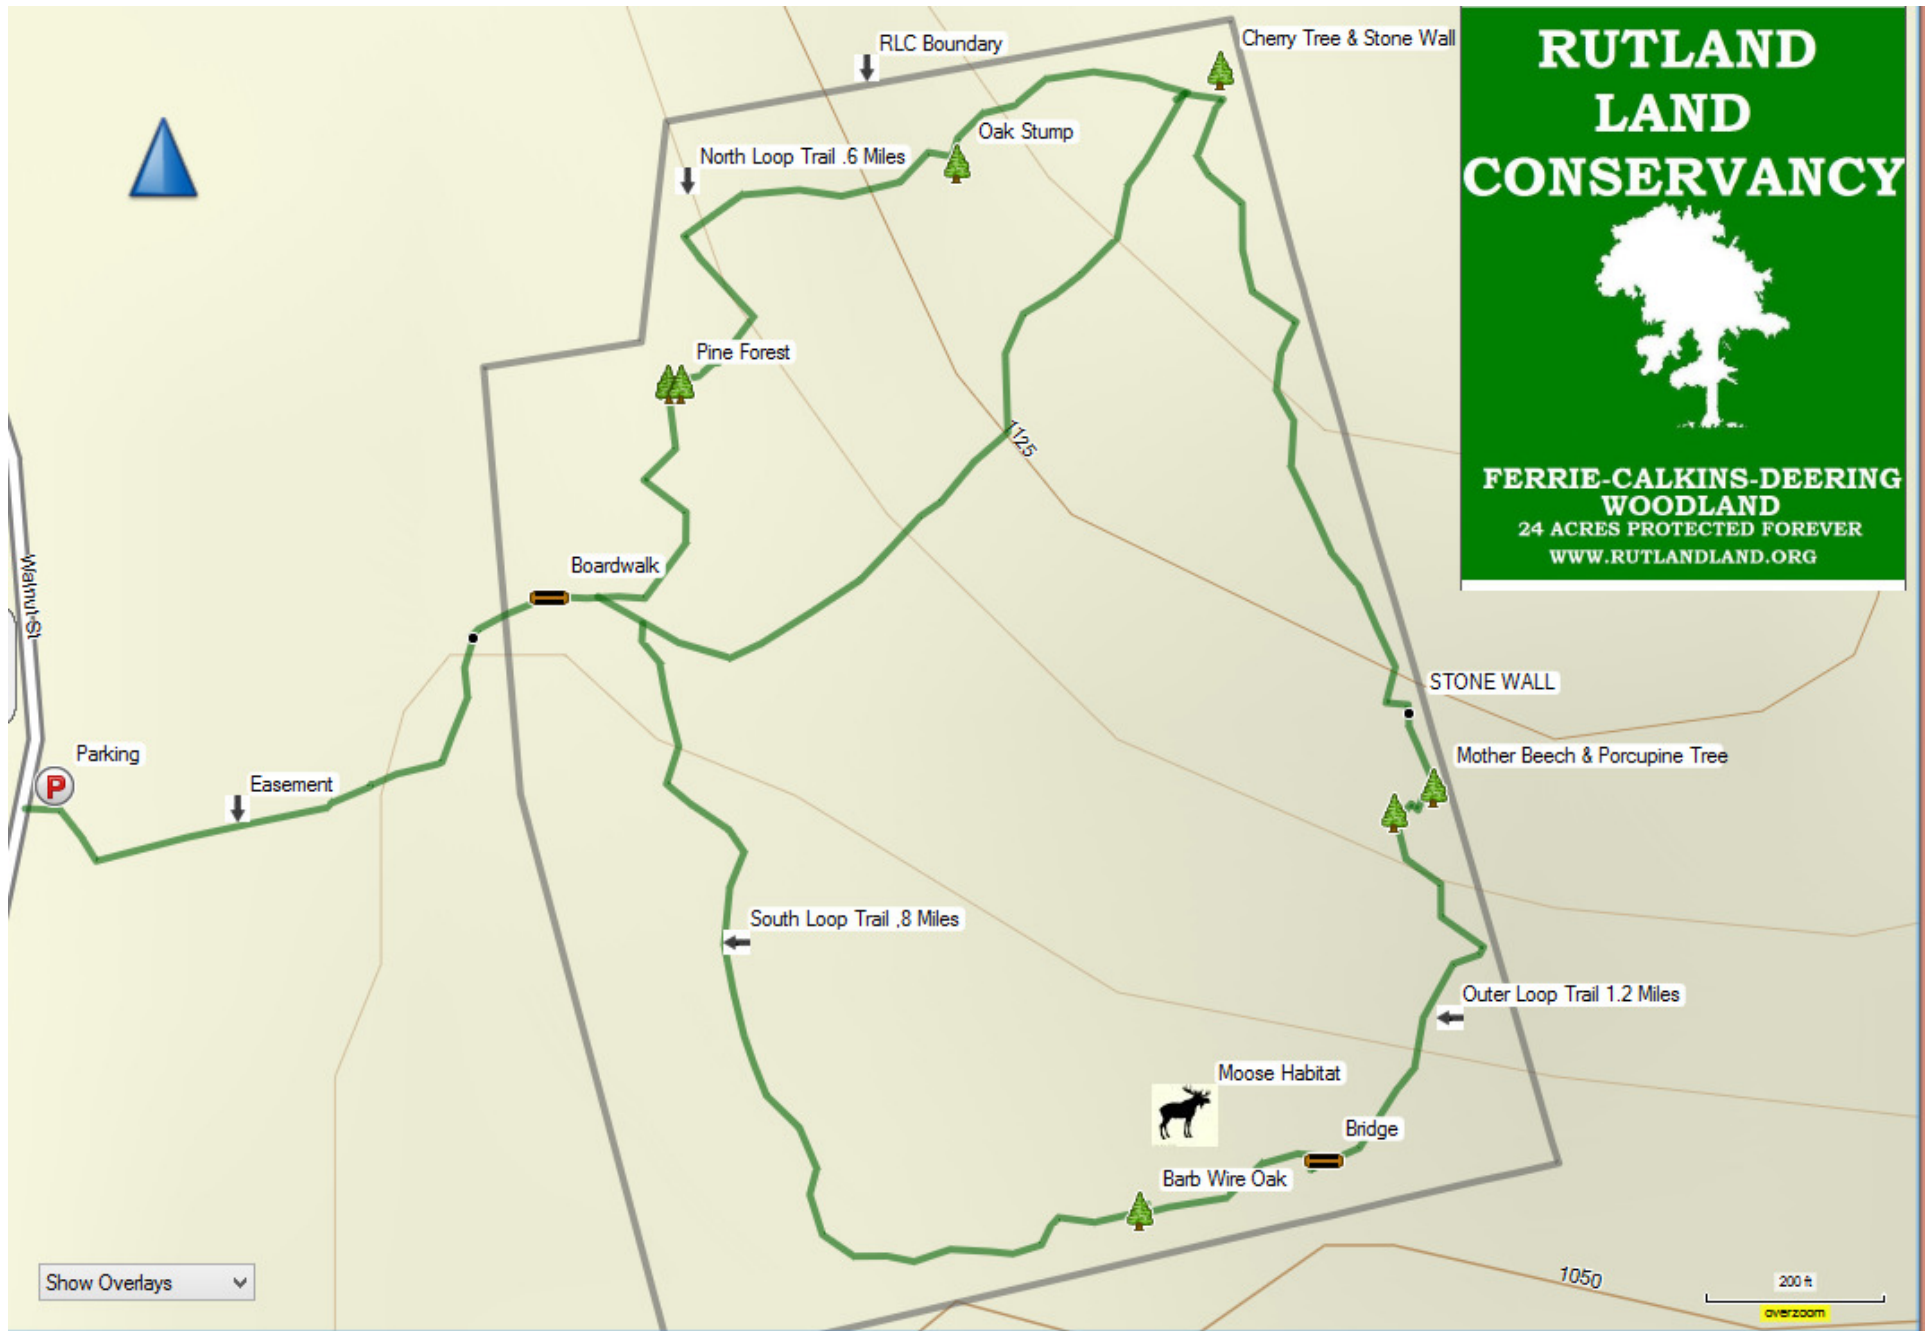 RLC Boundary
Cherry Tree & Stone Wall
RUTLAND
LAND
CONSERVANCY
FERRIE-CALKINS-DEERING
WOODLAND
24 ACRES PROTECTED FOREVER
WWW.RUTLANDLAND.ORG
Oak Stump
North Loop Trail .6 Miles
Pine Forest
1125
Boardwalk
Walnut St
STONE WALL
Parking
P
Mother Beech & Porcupine Tree
Easement
South Loop Trail ,8 Miles
Outer Loop Trail 1.2 Miles
Moose Habitat
Bridge
Barb Wire Oak
Show Overlays
1050
200 ft
overzoom